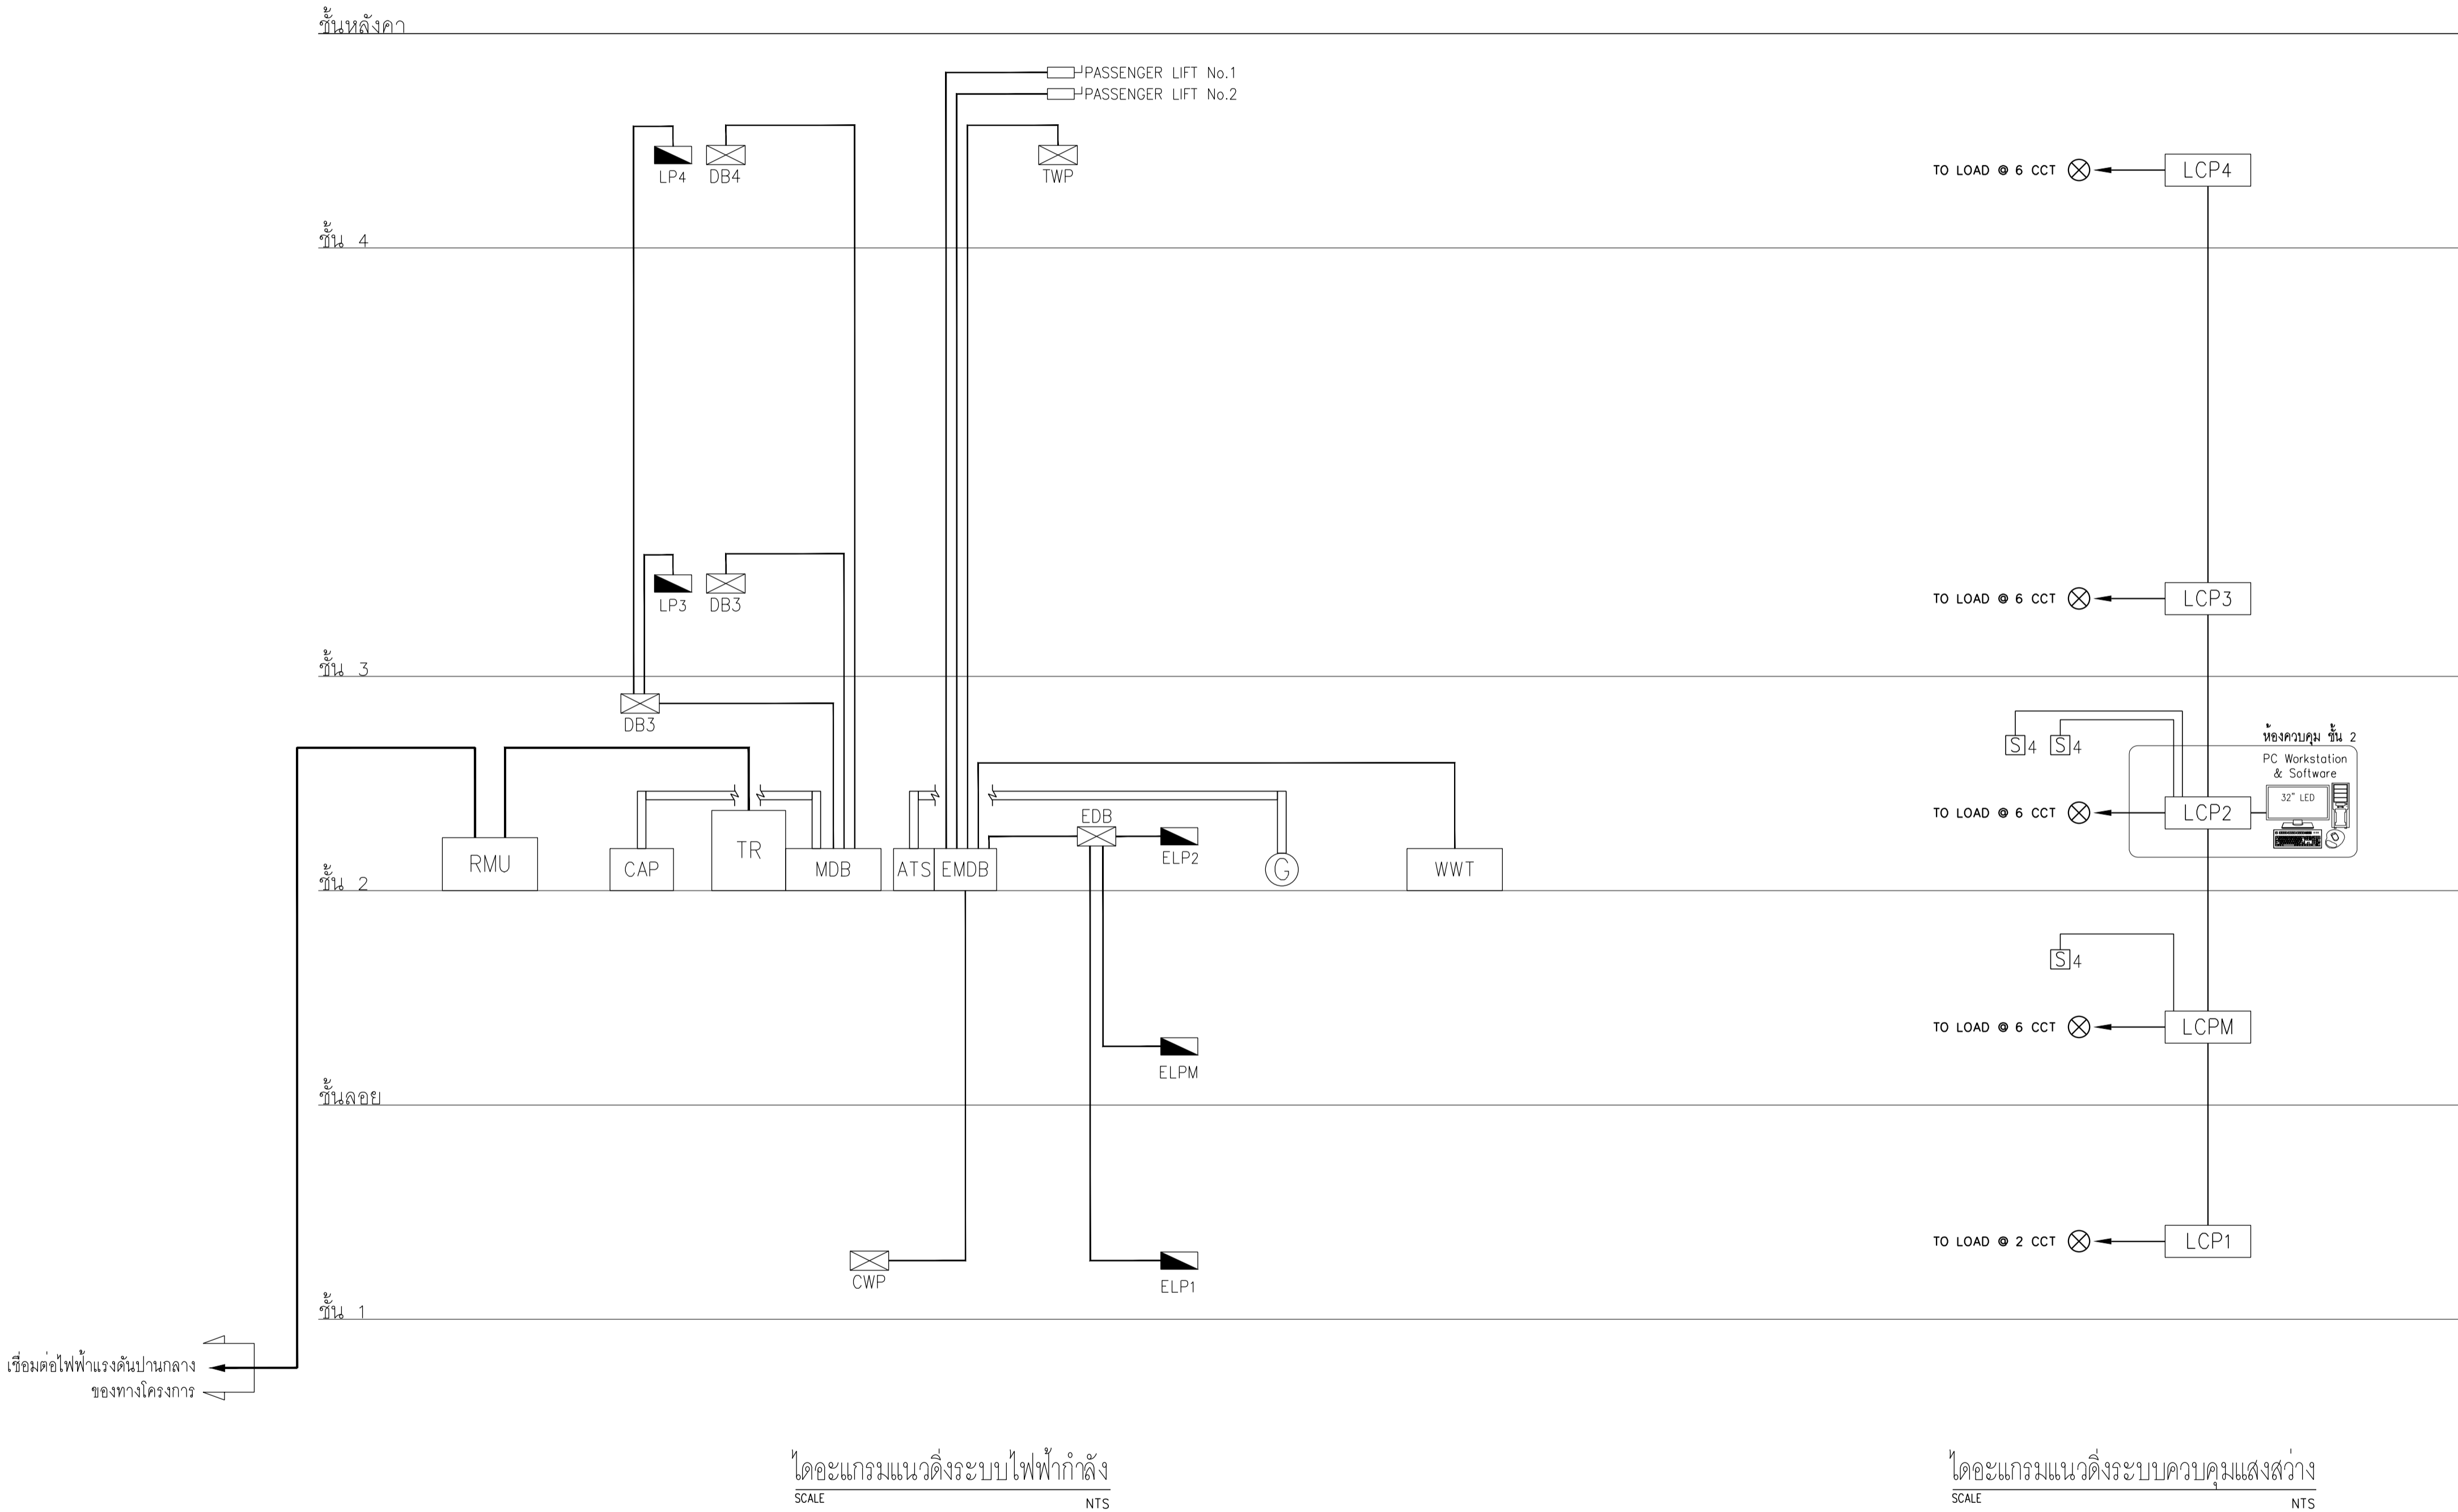 ชั้นหลังคา
PASSENGER LIFT No.1
PASSENGER LIFT No.2
LP4
DB4
TWP
TO LOAD @ 6 CCT
LCP4
ชั้น 4
LP3
DB3
TO LOAD @ 6 CCT
LCP3
ชั้น 3
DB3
S 4
S 4
ห้องควบคุม ชั้น 2
PC Workstation
& Software
32" LED
TO LOAD @ 6 CCT
LCP2
RMU
CAP
TR
MDB
ATS
EMDB
EDB
ELP2
G
WWT
ชั้น 2
S 4
TO LOAD @ 6 CCT
LCPM
ELPM
ชั้นลอย
TO LOAD @ 2 CCT
LCP1
CWP
ELP1
ชั้น 1
เชื่อมต่อไฟฟ้าแรงดันปานกลาง
ของทางโครงการ
ไดอะแกรมแนวดิ่งระบบไฟฟ้ากำลัง
SCALE NTS
ไดอะแกรมแนวดิ่งระบบควบคุมแสงสว่าง
SCALE NTS